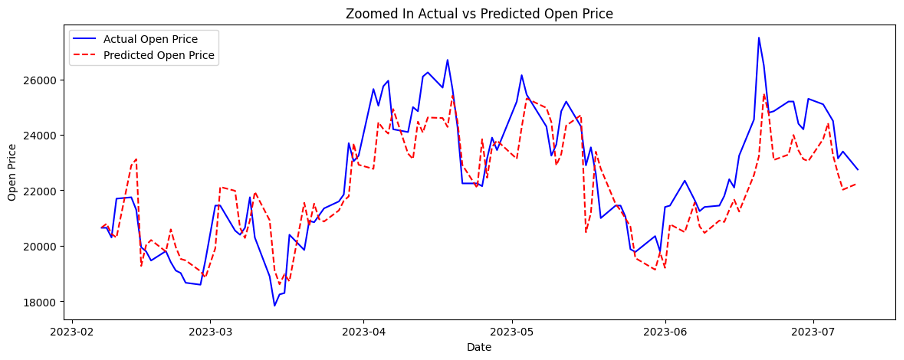 Zoomed In Actual vs Predicted Open Price
Actual Open Price
Predicted Open Price
Open Price
26000
24000
22000
20000
18000
2023-02 2023-03 2023-04 2023-05 2023-06 2023-07
Date